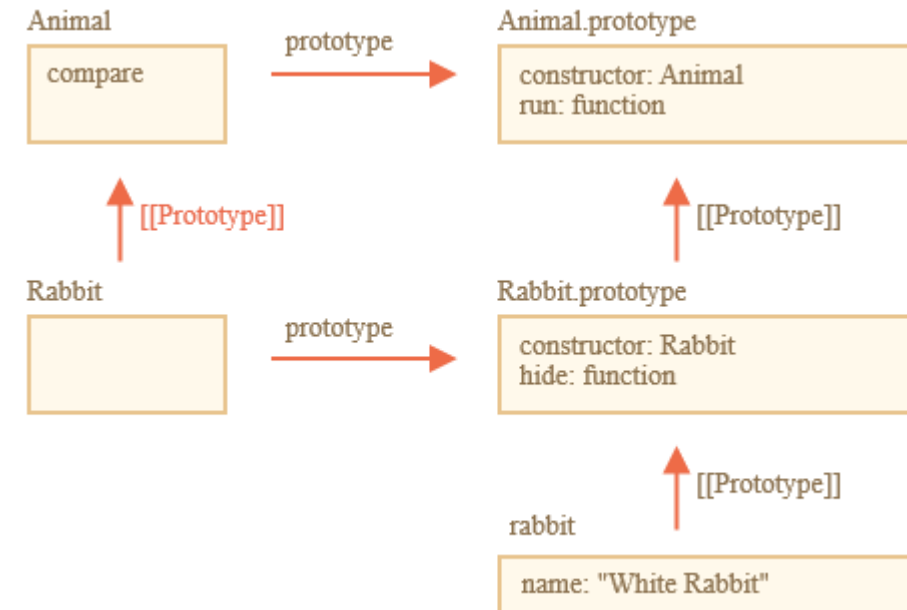 Animal
prototype
Animal.prototype
compare
constructor: Animal
run: function
[[Prototype]]
[[Prototype]]
Rabbit
prototype
Rabbit.prototype
constructor: Rabbit
hide: function
[[Prototype]]
rabbit
name: "White Rabbit"